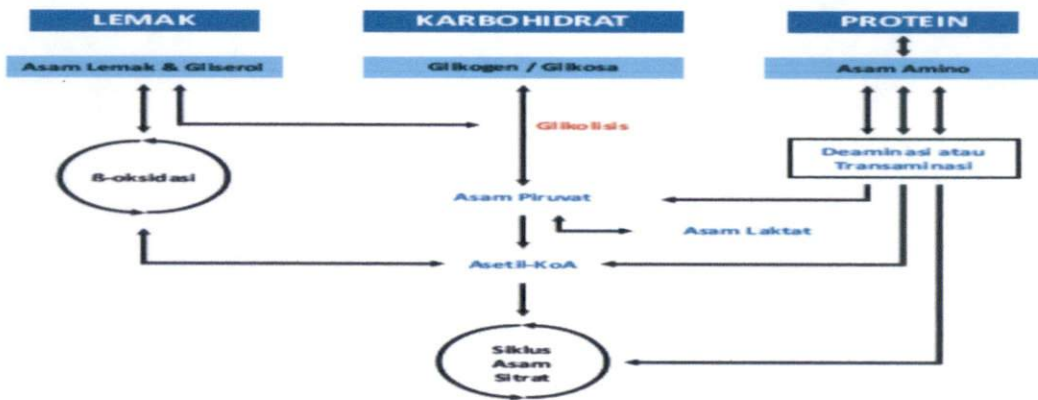 LEMAK
KARBOHIDRAT
PROTEIN
Asam Lemak & Gliserol
Glikogen / Glikosa
Asam Amino
Glikolisis
Deaminasi atau
Transaminasi
ß-oksidasi
Asam Piruvat
Asam Laktat
Asetil-KoA
Siklus
Asam
Sitrat